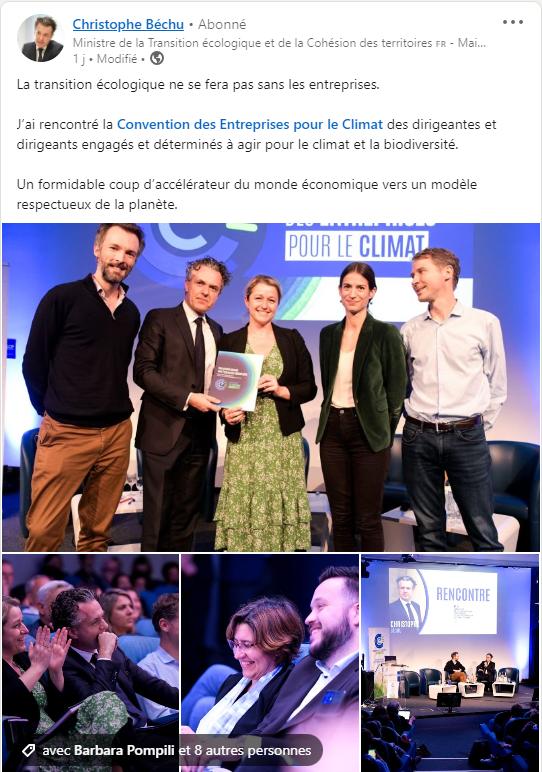 Christophe Béchu • Abonné
Ministre de la Transition écologique et de la Cohésion des territoires FR - Mai...
1 j • Modifié •
La transition écologique ne se fera pas sans les entreprises.
J’ai rencontré la Convention des Entreprises pour le Climat des dirigeantes et
dirigeants engagés et déterminés à agir pour le climat et la biodiversité.
Un formidable coup d’accélérateur du monde économique vers un modèle
respectueux de la planète.
DES ENTREPRISES
POUR LE CLIMAT
RENCONTRE
CHRISTOPHE
BÉCHU
avec Barbara Pompili et 8 autres personnes